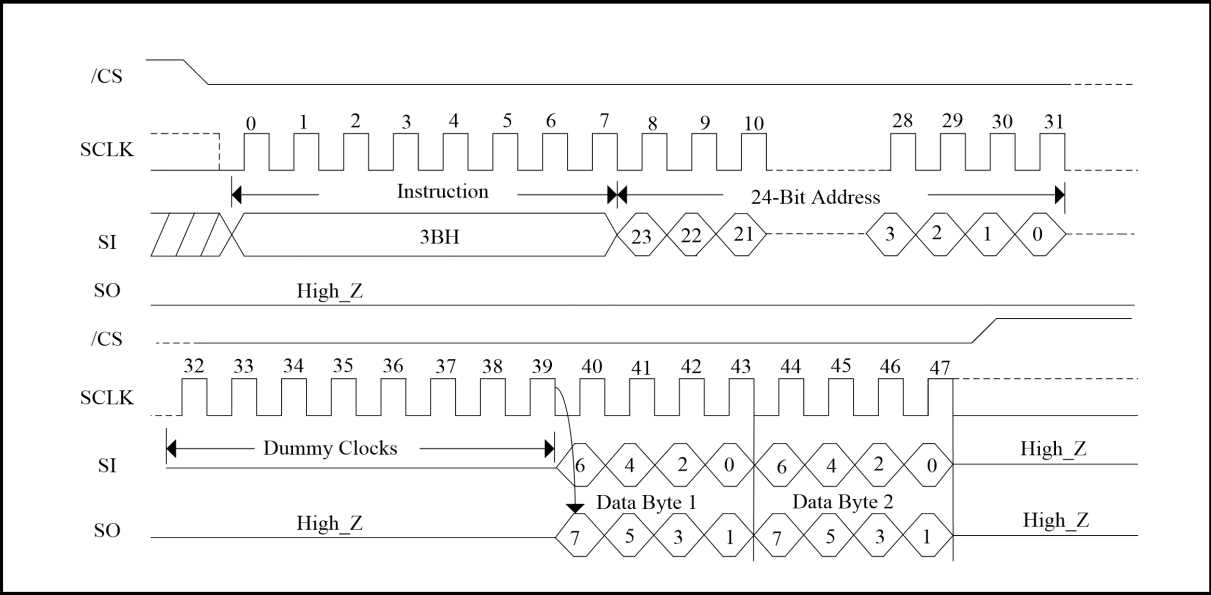 /CS
0 1 2 3 4 5 6 7 8 9 10 28 29 30 31
SCLK
Instruction 24-Bit Address
SI 3BH 23 22 21 3 2 1 0
SO High_Z
/CS
32 33 34 35 36 37 38 39 40 41 42 43 44 45 46 47
SCLK
Dummy Clocks High_Z
SI 6 4 2 0 6 4 2 0
Data Byte 1 Data Byte 2
SO High_Z 7 5 3 1 7 5 3 1 High_Z